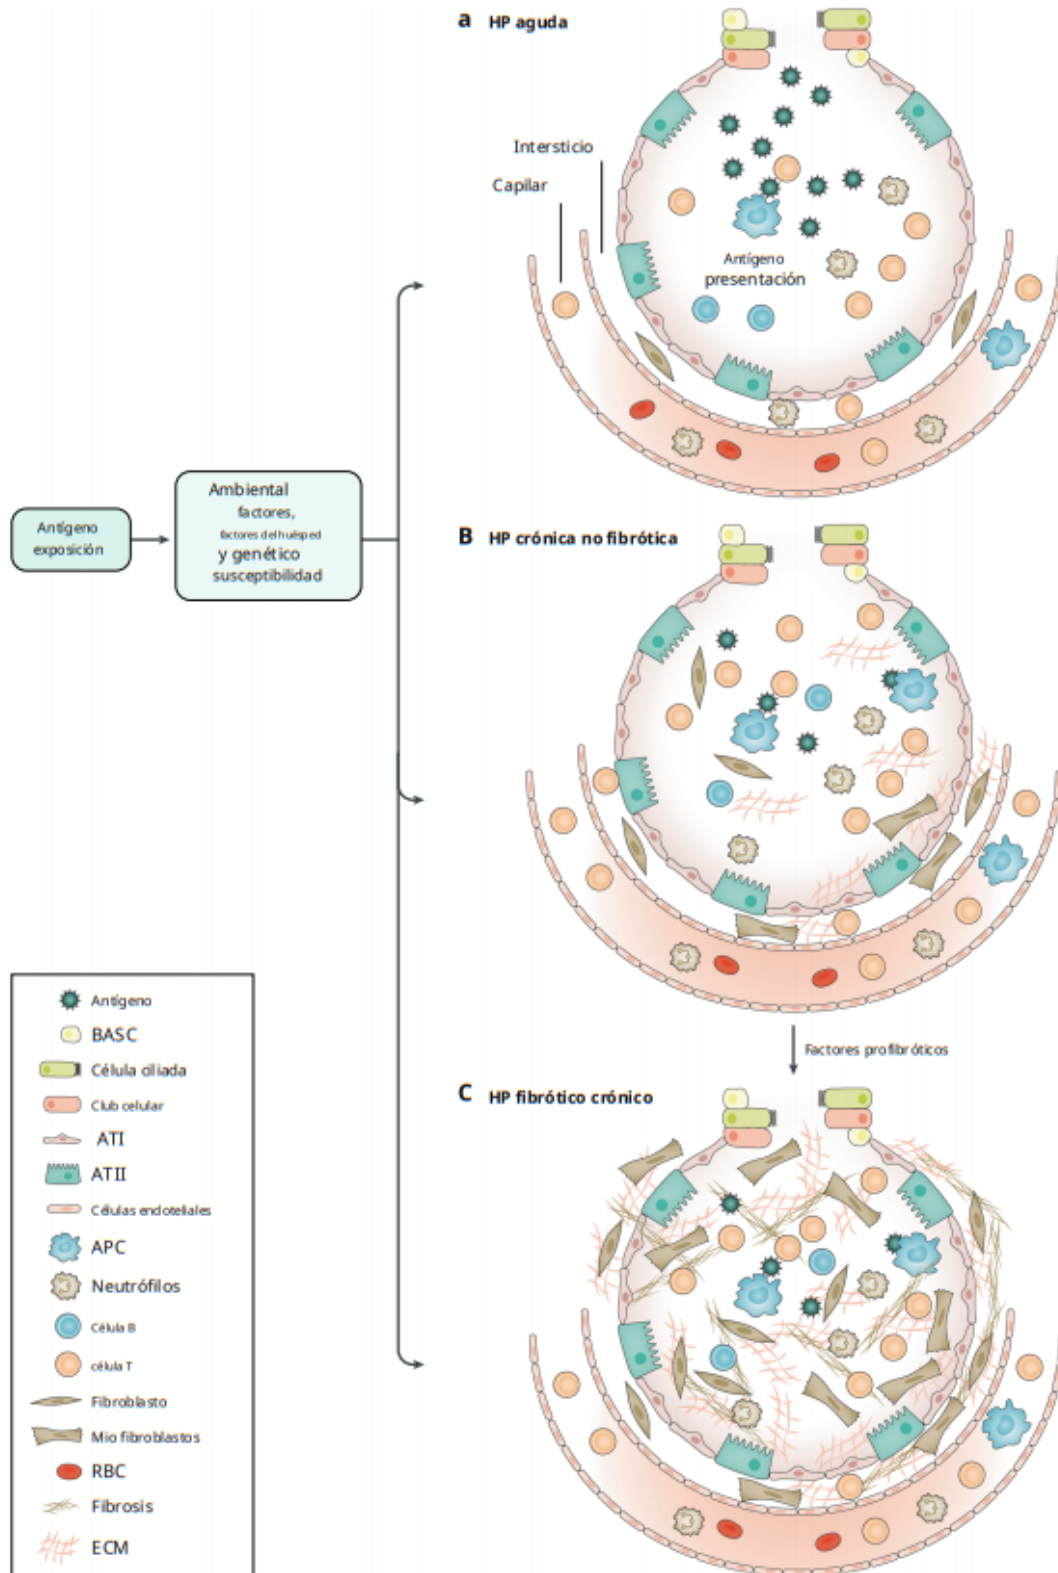 a HP aguda
Intersticio
Capilar
Antígeno
presentación
Antígeno
exposición
Ambiental
factores,
factores del huésped
y genético
susceptibilidad
B HP crónica no fibrótica
Factores profibróticos
C HP fibrótico crónico
Antígeno
BASC
Célula ciliada
Club celular
ATI
ATII
Células endoteliales
APC
Neutrófilos
Célula B
célula T
Fibroblasto
Mio fibroblastos
RBC
Fibrosis
ECM